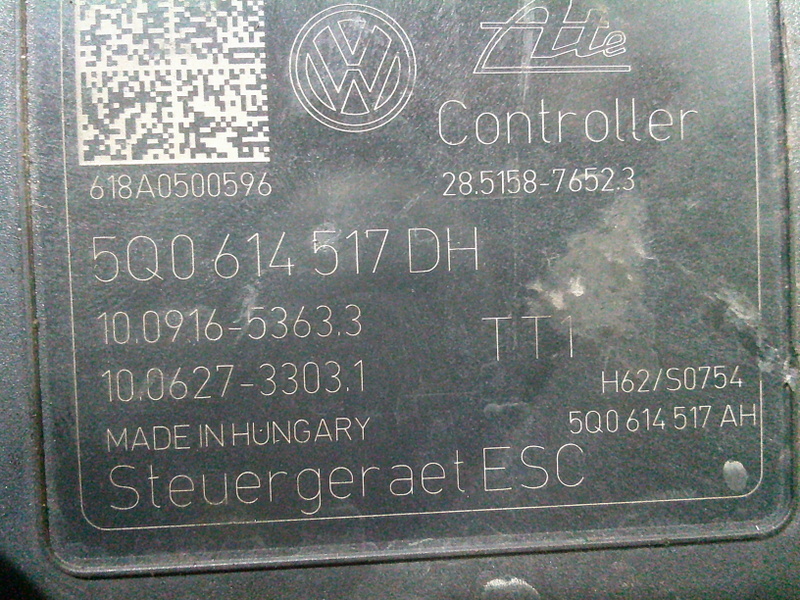 Ate
Controller
618A0500596
28.5158-7652.3
5Q0 614 517 DH
10.0916-5363.3
TT1
10.0627-3303.1
H62/S0754
5Q0 614 517 AH
MADE IN HUNGARY
Steuergeraet ESC